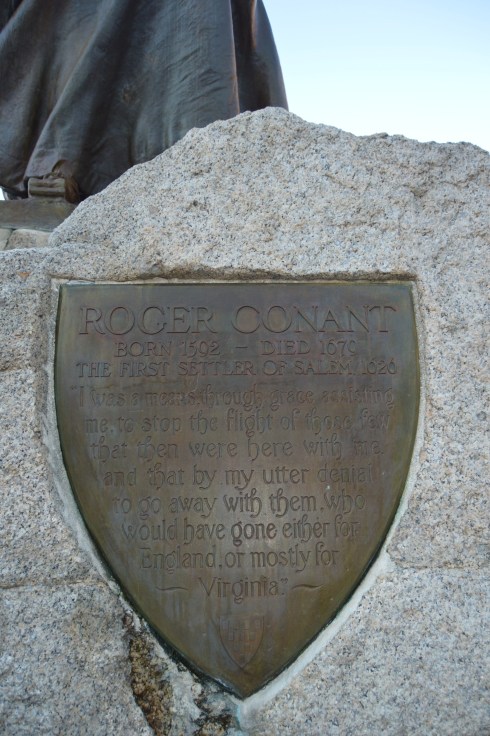 ROGER CONANT
BORN 1592 – DIED 1679
THE FIRST SETTLER OF SALEM, 1626
"I was a means through grace assisting
me, to stop the flight of those few
that then were here with me,
and that by my utter denial
to go away with them, who
would have gone either for
England, or mostly for
– Virginia." –